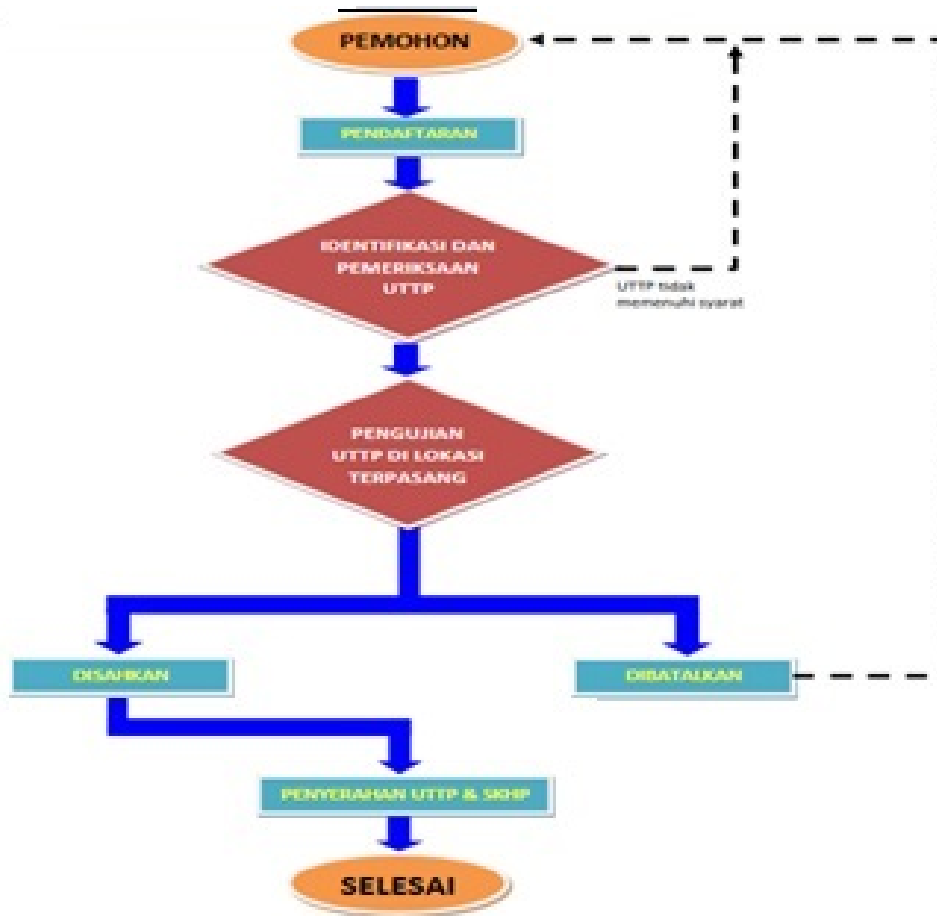 PEMOHON
PENDAFTARAN
IDENTIFIKASI DAN
PEMERIKSAAN
UTTP
UTTP tidak
memenuhi syarat
PENGUJIAN
UTTP DI LOKASI
TERPASANG
DISAHKAN
DIBATALKAN
PENYERAHAN UTTP & SKHP
SELESAI